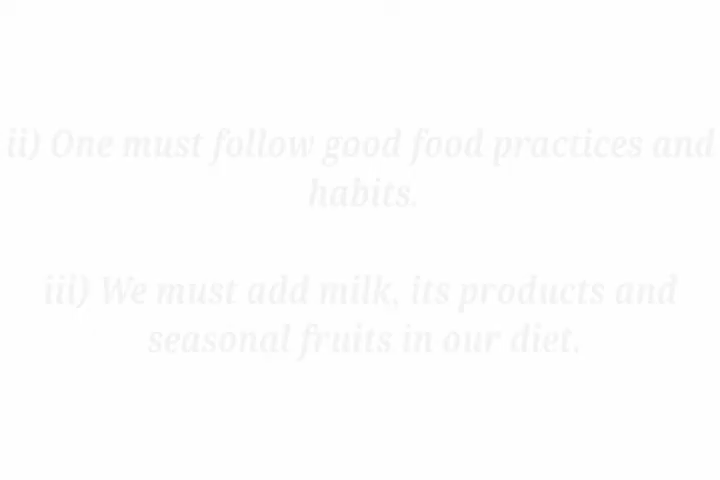 ii) One must follow good food practices and
habits.
iii) We must add milk, its products and
seasonal fruits in our diet.